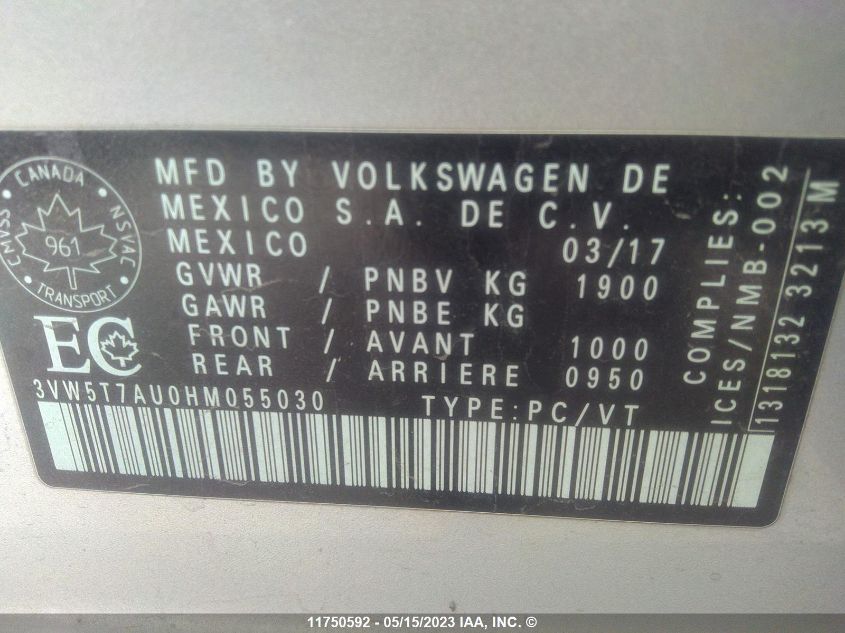 CANADA
CMVSS
NSVAC
961
TRANSPORT
EC
MFD BY VOLKSWAGEN DE
MEXICO S.A. DE C.V.
MEXICO 03/17
GVWR / PNBV KG 1900
GAWR / PNBE KG
FRONT / AVANT 1000
REAR / ARRIERE 0950
3VW5T7AU0HM055030 TYPE:PC/VT
COMPLIES:
ICES/NMB-002
1318132 3213 M
11750592 - 05/15/2023 IAA, INC. ©